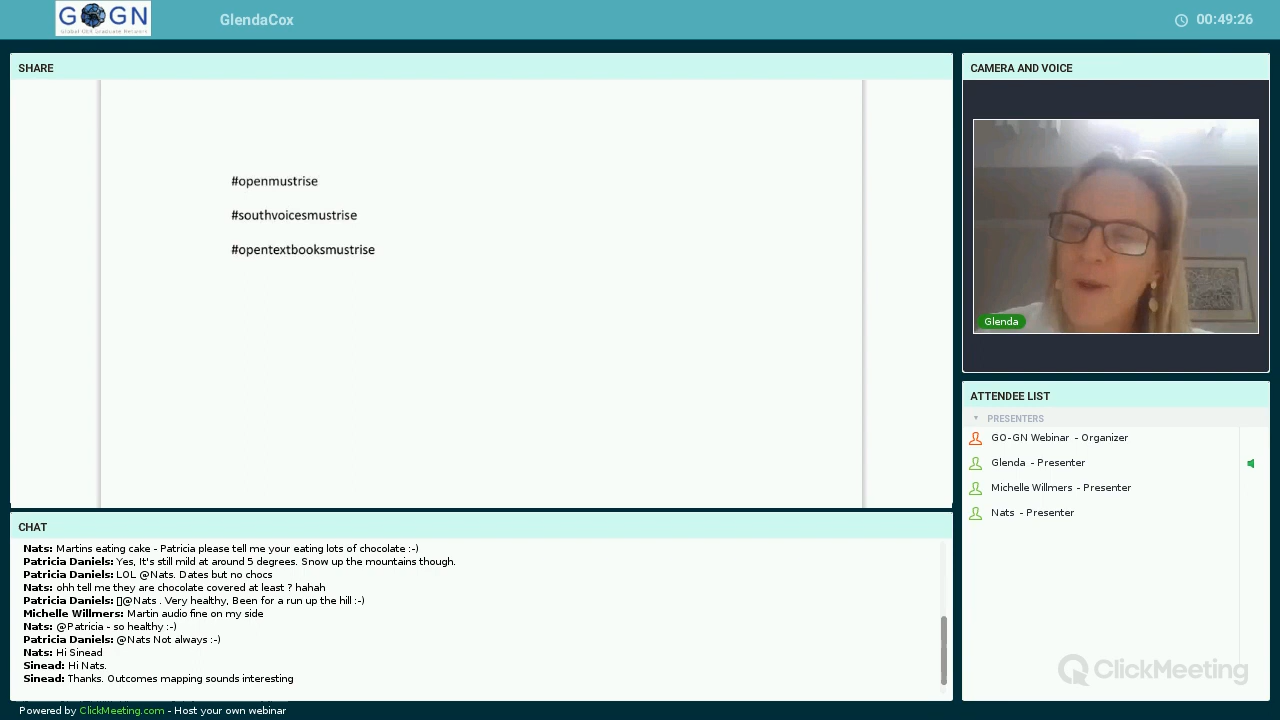 GO GN
Global OER Graduate Network
GlendaCox
00:49:26
SHARE
#openmustrise
#southvoicesmustrise
#opentextbooksmustrise
CAMERA AND VOICE
Glenda
ATTENDEE LIST
PRESENTERS
GO-GN Webinar - Organizer
Glenda - Presenter
Michelle Willmers - Presenter
Nats - Presenter
ClickMeeting
CHAT
Nats: Martins eating cake - Patricia please tell me your eating lots of chocolate :-)
Patricia Daniels: Yes, It's still mild at around 5 degrees. Snow up the mountains though.
Patricia Daniels: LOL @Nats. Dates but no chocs
Nats: ohh tell me they are chocolate covered at least ? hahah
Patricia Daniels: @Nats . Very healthy, Been for a run up the hill :-)
Michelle Willmers: Martin audio fine on my side
Nats: @Patricia - so healthy :-)
Patricia Daniels: @Nats Not always :-)
Nats: Hi Sinead
Sinead: Hi Nats.
Sinead: Thanks. Outcomes mapping sounds interesting
Powered by ClickMeeting.com - Host your own webinar